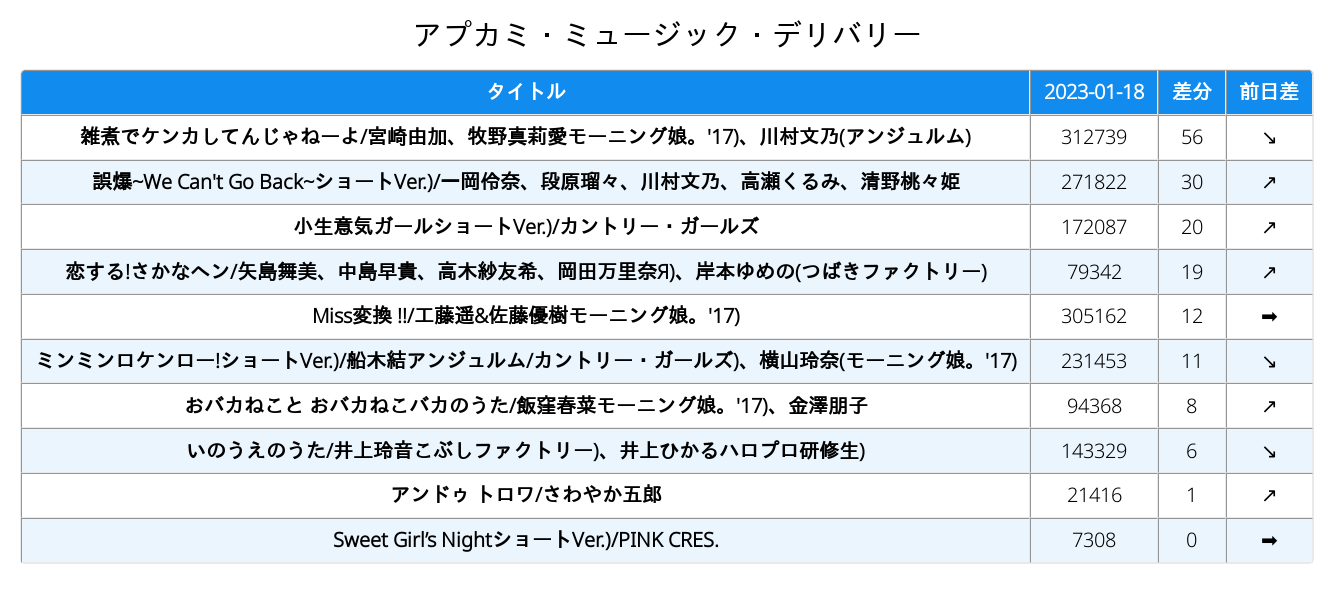 アプカミ・ミュージック・デリバリー
タイトル 2023-01-18 差分 前日差
雑煮でケンカしてんじゃねーよ/宮崎由加、牧野真莉愛モーニング娘。'17)、川村文乃(アンジュルム) 312739 56 ↘
誤爆~We Can't Go Back~ショートVer.)/一岡伶奈、段原瑠々、川村文乃、高瀬くるみ、清野桃々姫 271822 30 ↗
小生意気ガールショートVer.)/カントリー・ガールズ 172087 20 ↗
恋する!さかなヘン/矢島舞美、中島早貴、高木紗友希、岡田万里奈Я)、岸本ゆめの(つばきファクトリー) 79342 19 ↗
Miss変換 !!/工藤遥&佐藤優樹モーニング娘。'17) 305162 12 ➡
ミンミンロケンロー!ショートVer.)/船木結アンジュルム/カントリー・ガールズ)、横山玲奈(モーニング娘。'17) 231453 11 ↘
おバカねこと おバカねこバカのうた/飯窪春菜モーニング娘。'17)、金澤朋子 94368 8 ↗
いのうえのうた/井上玲音こぶしファクトリー)、井上ひかるハロプロ研修生) 143329 6 ↘
アンドゥ トロワ/さわやか五郎 21416 1 ↗
Sweet Girl’s NightショートVer.)/PINK CRES. 7308 0 ➡